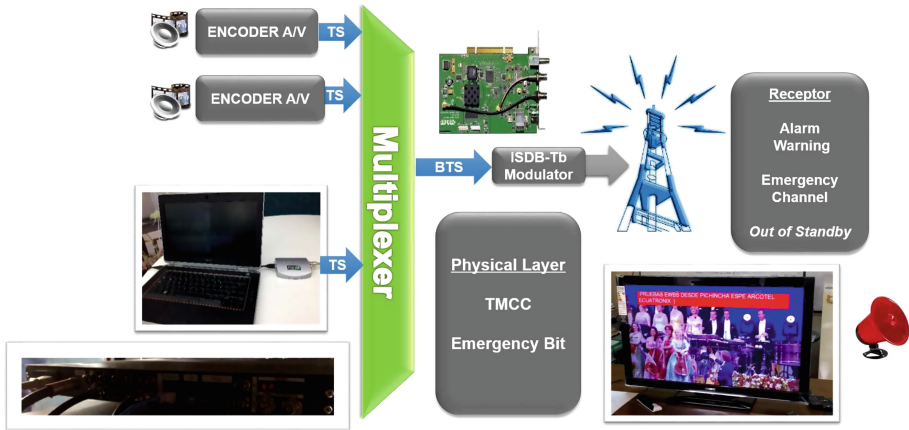 ENCODER A/V
TS
ENCODER A/V
TS
Multiplexer
TS
BTS
ISDB-Tb
Modulator
Receptor
Alarm
Warning
Emergency
Channel
Out of Standby
Physical Layer
TMCC
Emergency Bit
PRUEBAS EWBS DESDE PICHINCHA ESPE ARCOTEL
ECUATRONIX :)